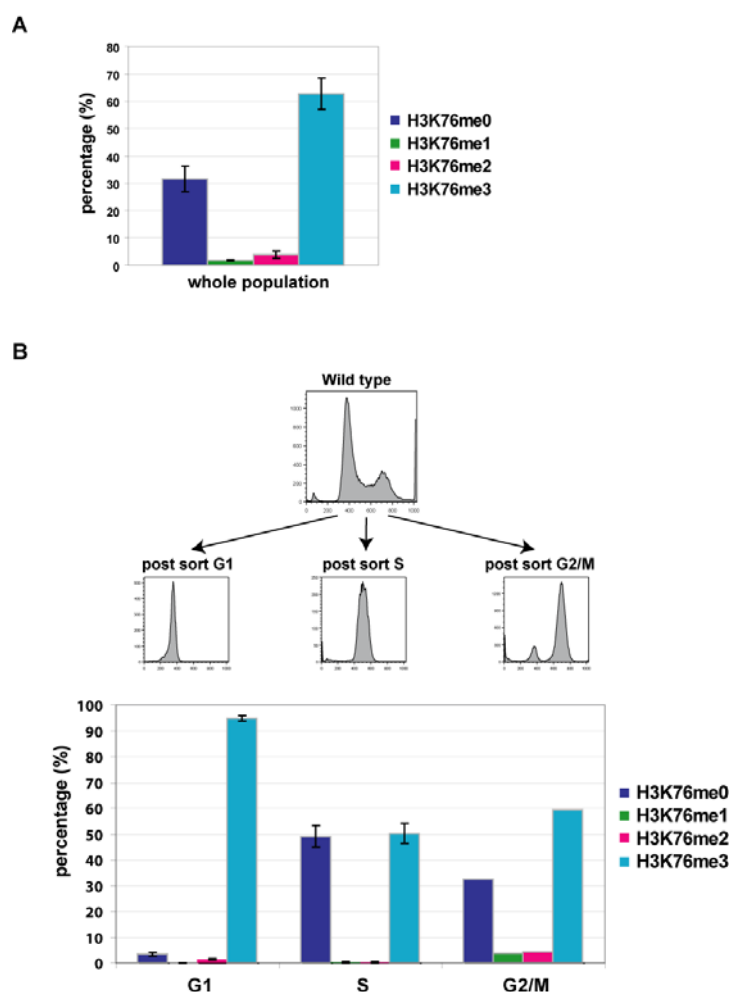 A
80
70
60
50
40
30
20
10
0
percentage (%)
H3K76me0
H3K76me1
H3K76me2
H3K76me3
whole population
B
Wild type
1000
800
600
400
200
0
0 200 400 600 800 1000
post sort G1
post sort S
post sort G2/M
100
90
80
70
60
50
40
30
20
10
0
percentage (%)
H3K76me0
H3K76me1
H3K76me2
H3K76me3
G1 S G2/M